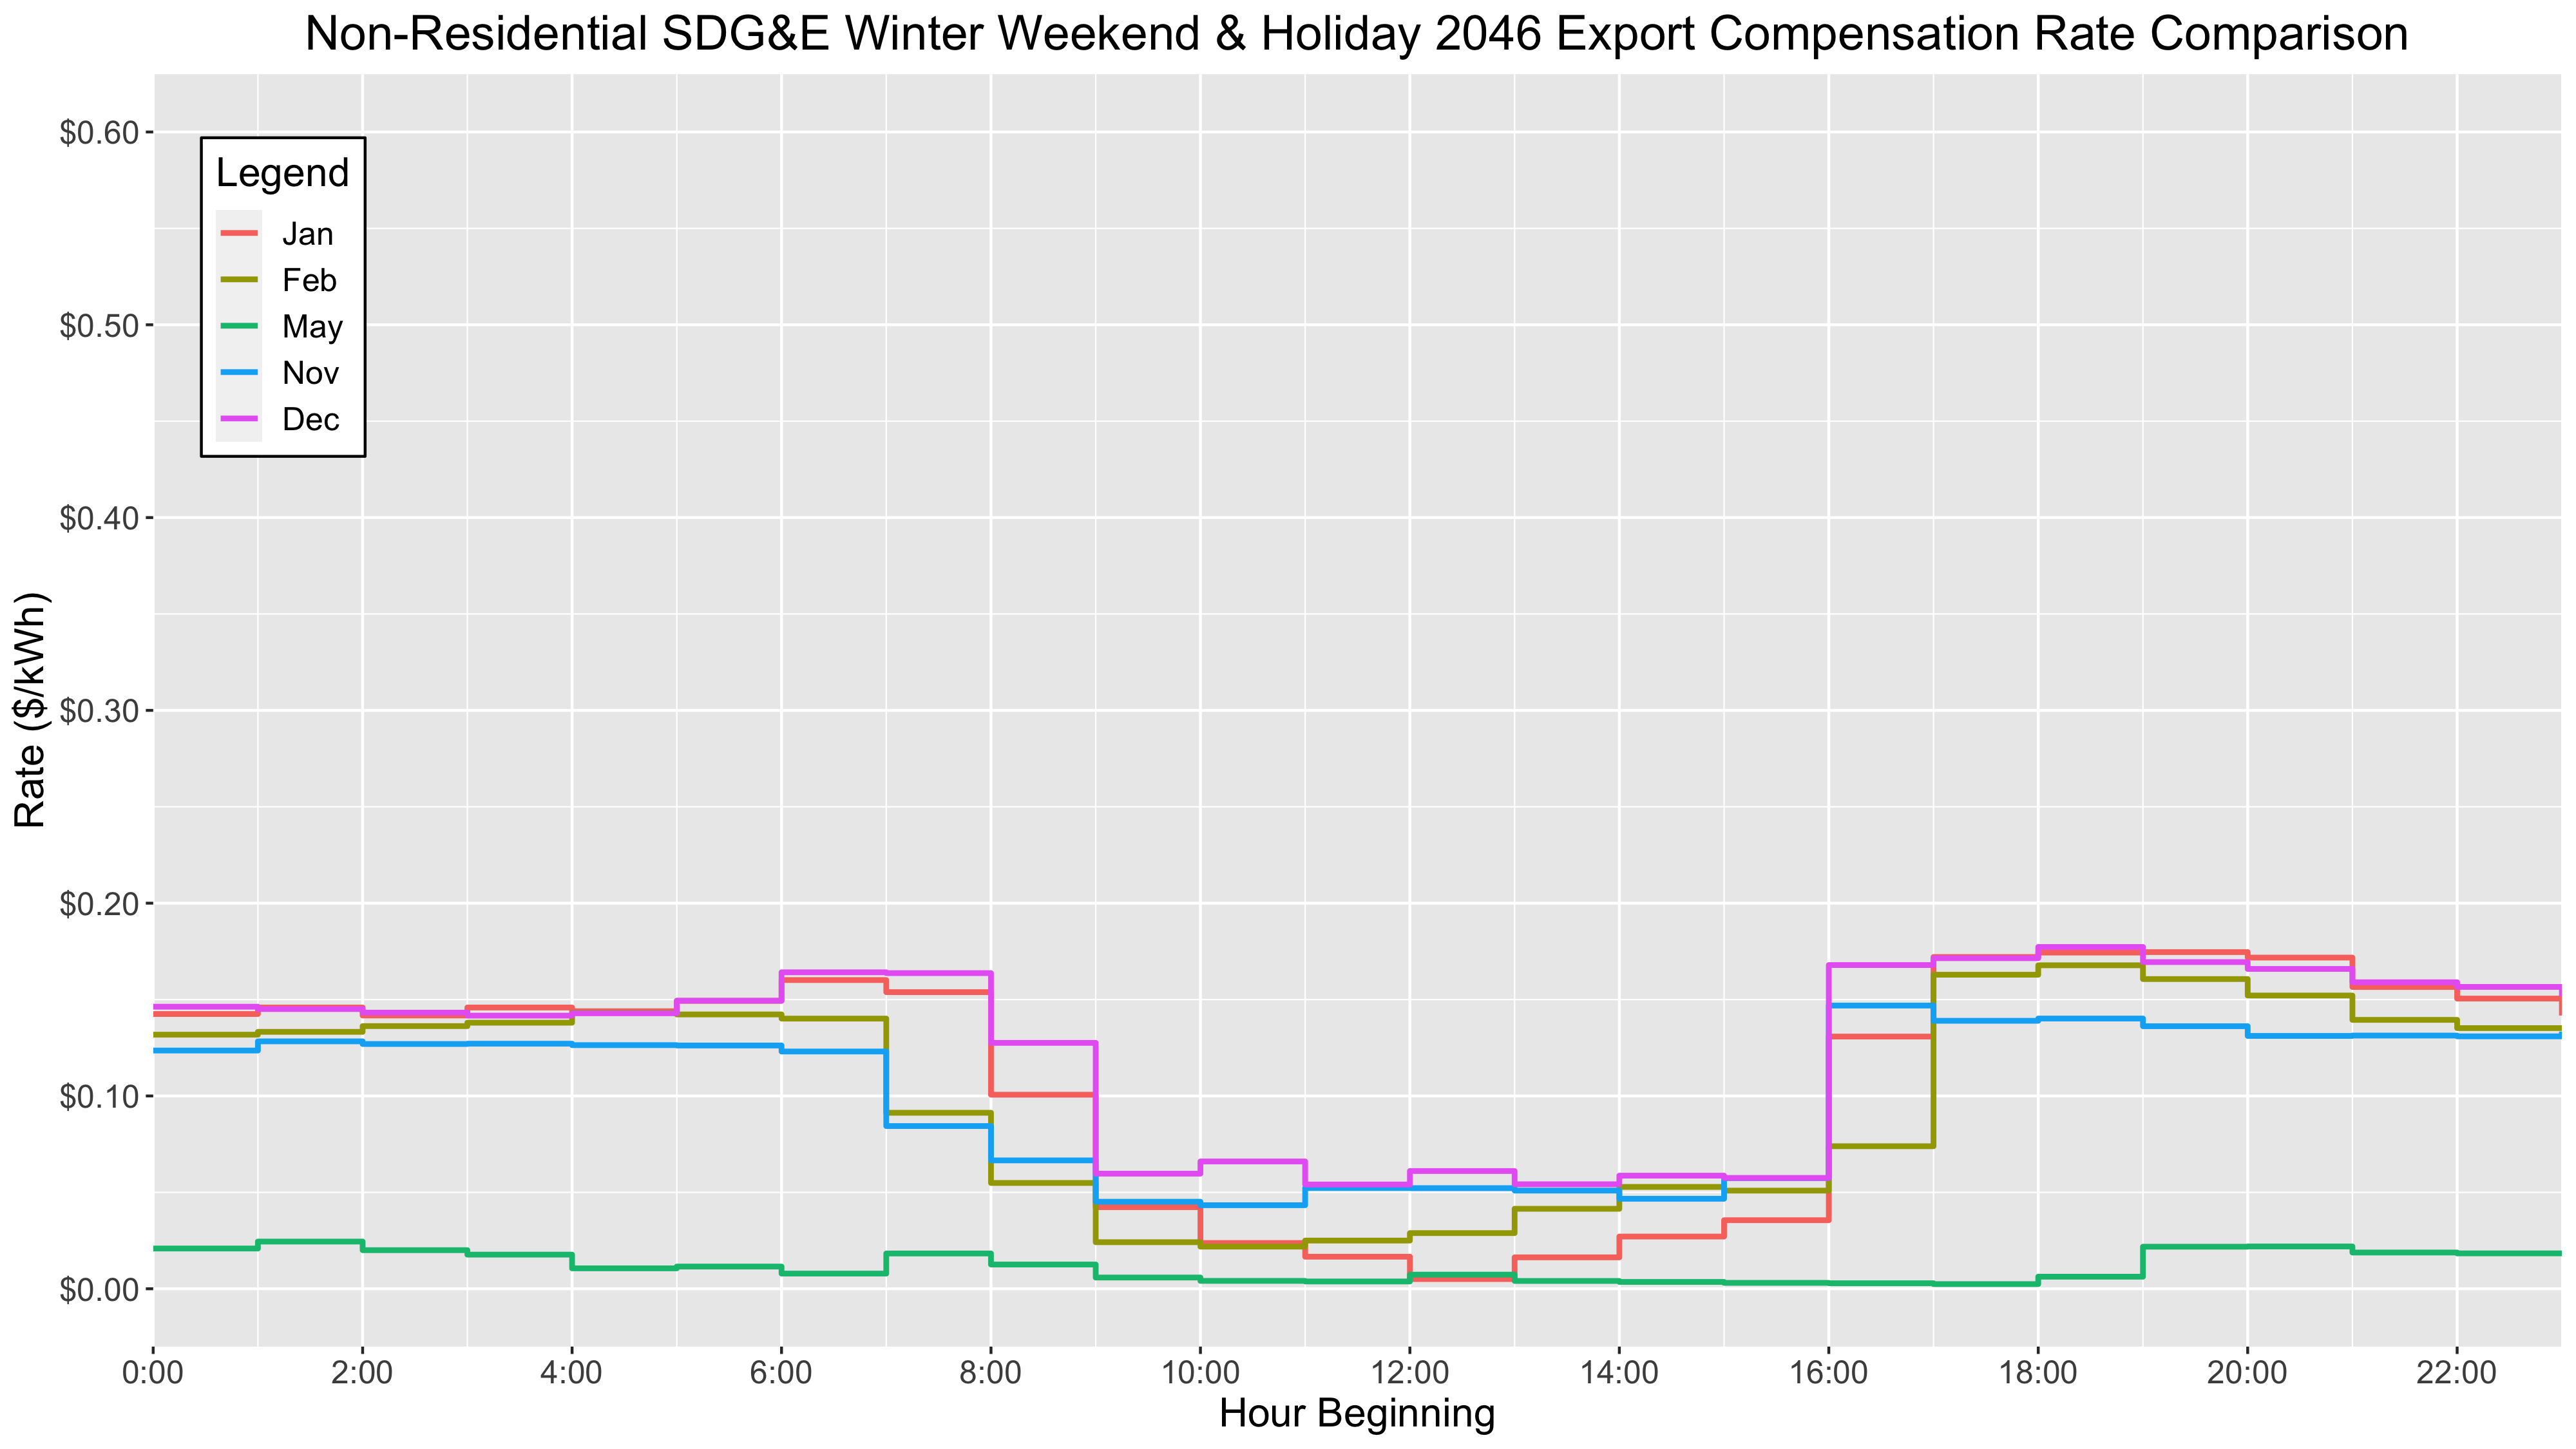 Non-Residential SDG&E Winter Weekend & Holiday 2046 Export Compensation Rate Comparison
Legend
Jan
Feb
May
Nov
Dec
Rate ($/kWh)
$0.60
$0.50
$0.40
$0.30
$0.20
$0.10
$0.00
0:00 2:00 4:00 6:00 8:00 10:00 12:00 14:00 16:00 18:00 20:00 22:00
Hour Beginning